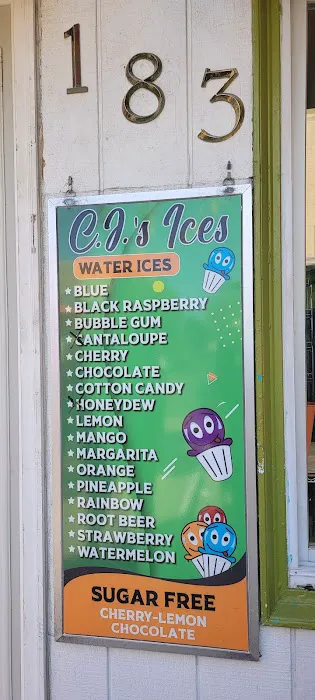 183
C.J.'s Ices
WATER ICES
★ BLUE
★ BLACK RASPBERRY
★ BUBBLE GUM
★ CANTALOUPE
★ CHERRY
★ CHOCOLATE
★ COTTON CANDY
★ HONEYDEW
★ LEMON
★ MANGO
★ MARGARITA
★ ORANGE
★ PINEAPPLE
★ RAINBOW
★ ROOT BEER
★ STRAWBERRY
★ WATERMELON
SUGAR FREE
CHERRY-LEMON
CHOCOLATE